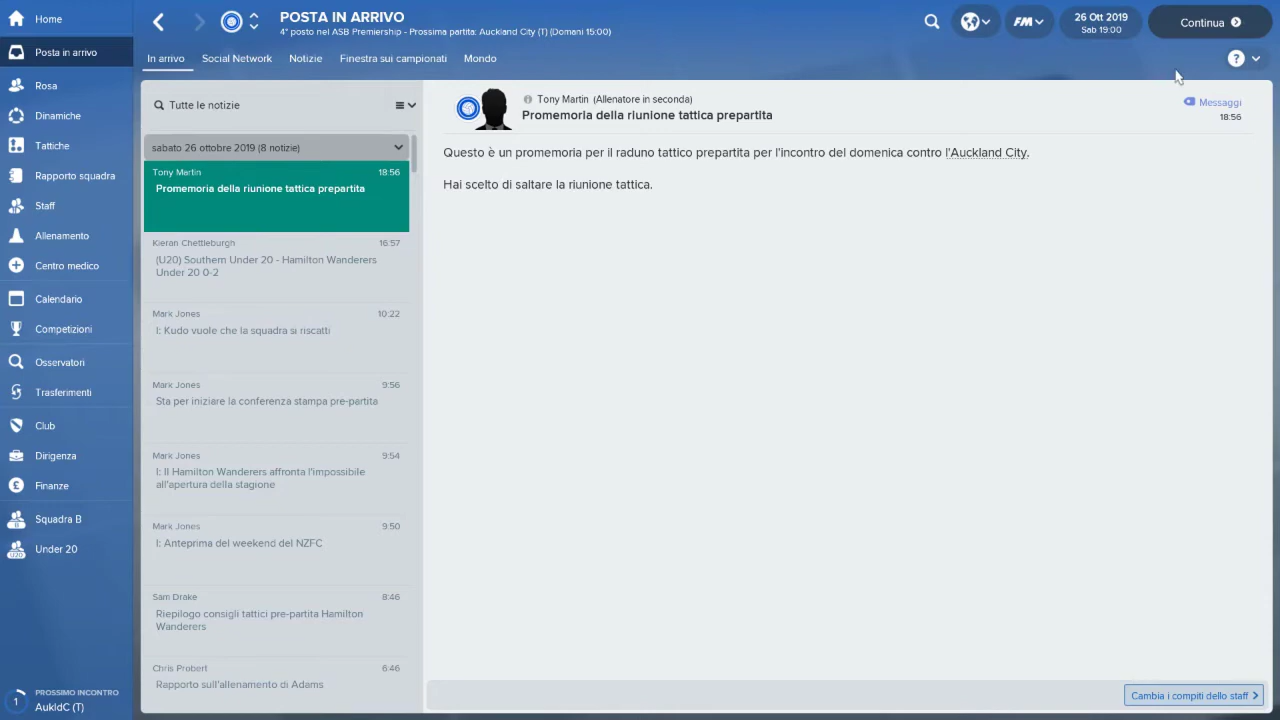 Home
Posta in arrivo
Rosa
Dinamiche
Tattiche
Rapporto squadra
Staff
Allenamento
Centro medico
Calendario
Competizioni
Osservatori
Trasferimenti
Club
Dirigenza
Finanze
Squadra B
Under 20
1
PROSSIMO INCONTRO
AukldC (T)
POSTA IN ARRIVO
4° posto nel ASB Premiership - Prossima partita: Auckland City (T) (Domani 15:00)
FM
26 Ott 2019
Sab 19:00
Continua
In arrivo Social Network Notizie Finestra sui campionati Mondo
?
Tutte le notizie
sabato 26 ottobre 2019 (8 notizie)
Tony Martin 18:56
Promemoria della riunione tattica prepartita
Kieran Chettleburgh 16:57
(U20) Southern Under 20 - Hamilton Wanderers
Under 20 0-2
Mark Jones 10:22
I: Kudo vuole che la squadra si riscatti
Mark Jones 9:56
Sta per iniziare la conferenza stampa pre-partita
Mark Jones 9:54
I: Il Hamilton Wanderers affronta l'impossibile
all'apertura della stagione
Mark Jones 9:50
I: Anteprima del weekend del NZFC
Sam Drake 8:46
Riepilogo consigli tattici pre-partita Hamilton
Wanderers
Chris Probert 6:46
Rapporto sull'allenamento di Adams
Tony Martin (Allenatore in seconda)
Promemoria della riunione tattica prepartita
Messaggi
18:56
Questo è un promemoria per il raduno tattico prepartita per l'incontro del domenica contro l'Auckland City.
Hai scelto di saltare la riunione tattica.
Cambia i compiti dello staff